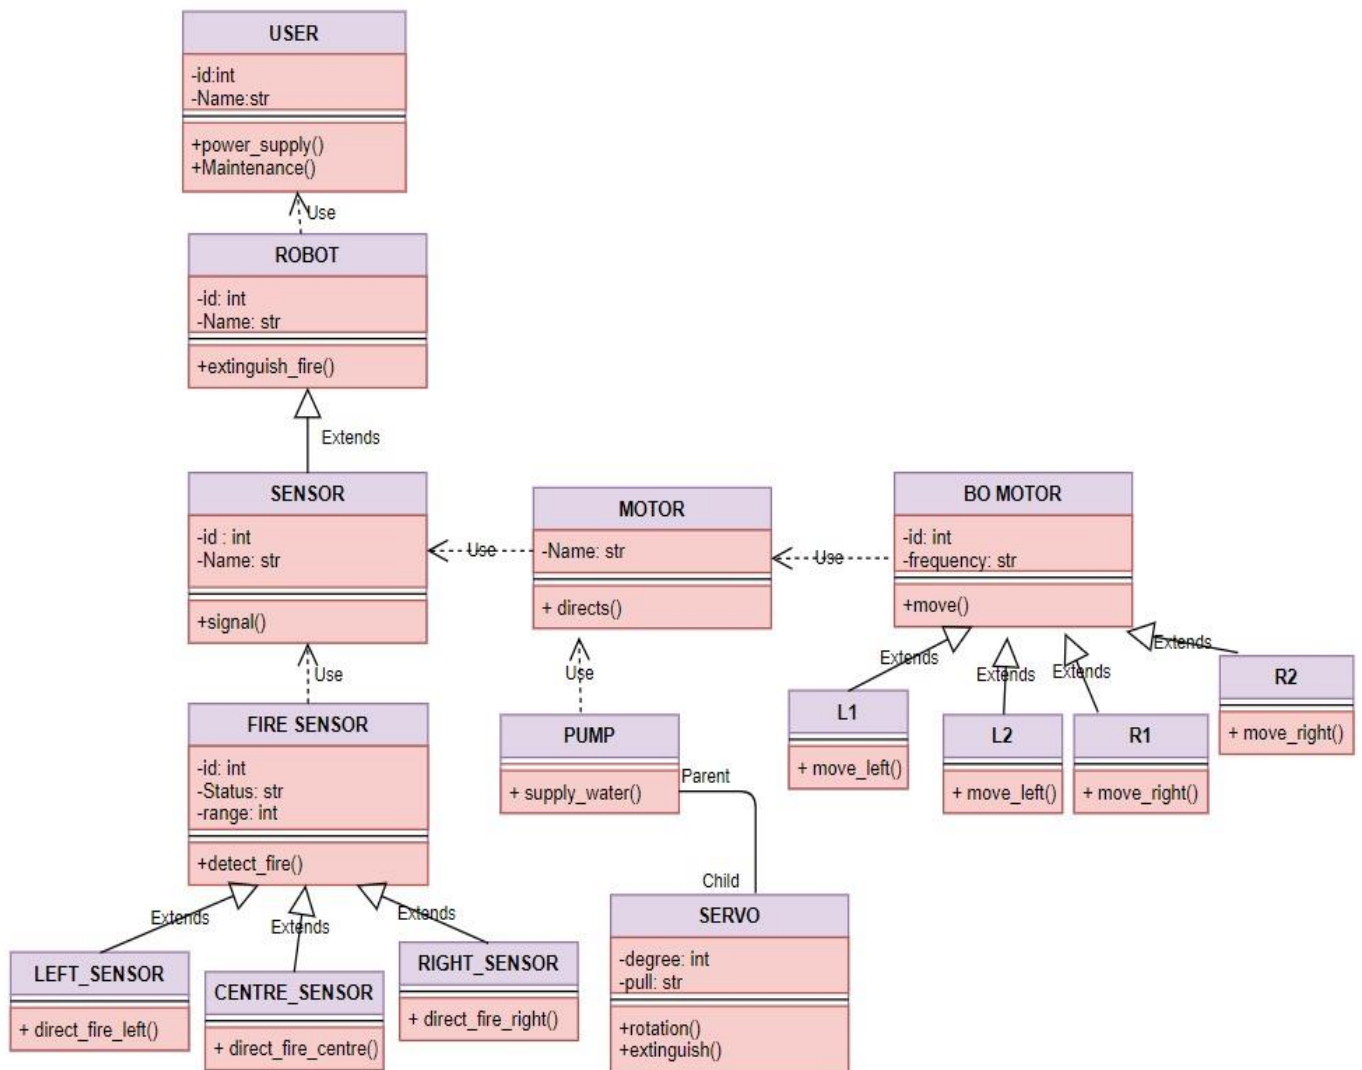 USER
-id:int
-Name:str
+power_supply()
+Maintenance()
Use
ROBOT
-id: int
-Name: str
+extinguish_fire()
Extends
SENSOR
-id : int
-Name: str
+signal()
Use
MOTOR
-Name: str
+ directs()
Use
BO MOTOR
-id: int
-frequency: str
+move()
Extends
Extends
Extends
Extends
L1
+ move_left()
L2
+ move_left()
R1
+ move_right()
R2
+ move_right()
Use
FIRE SENSOR
-id: int
-Status: str
-range: int
+detect_fire()
Use
PUMP
+ supply_water()
Parent
Child
SERVO
-degree: int
-pull: str
+rotation()
+extinguish()
Extends
Extends
Extends
LEFT_SENSOR
+ direct_fire_left()
CENTRE_SENSOR
+ direct_fire_centre()
RIGHT_SENSOR
+ direct_fire_right()